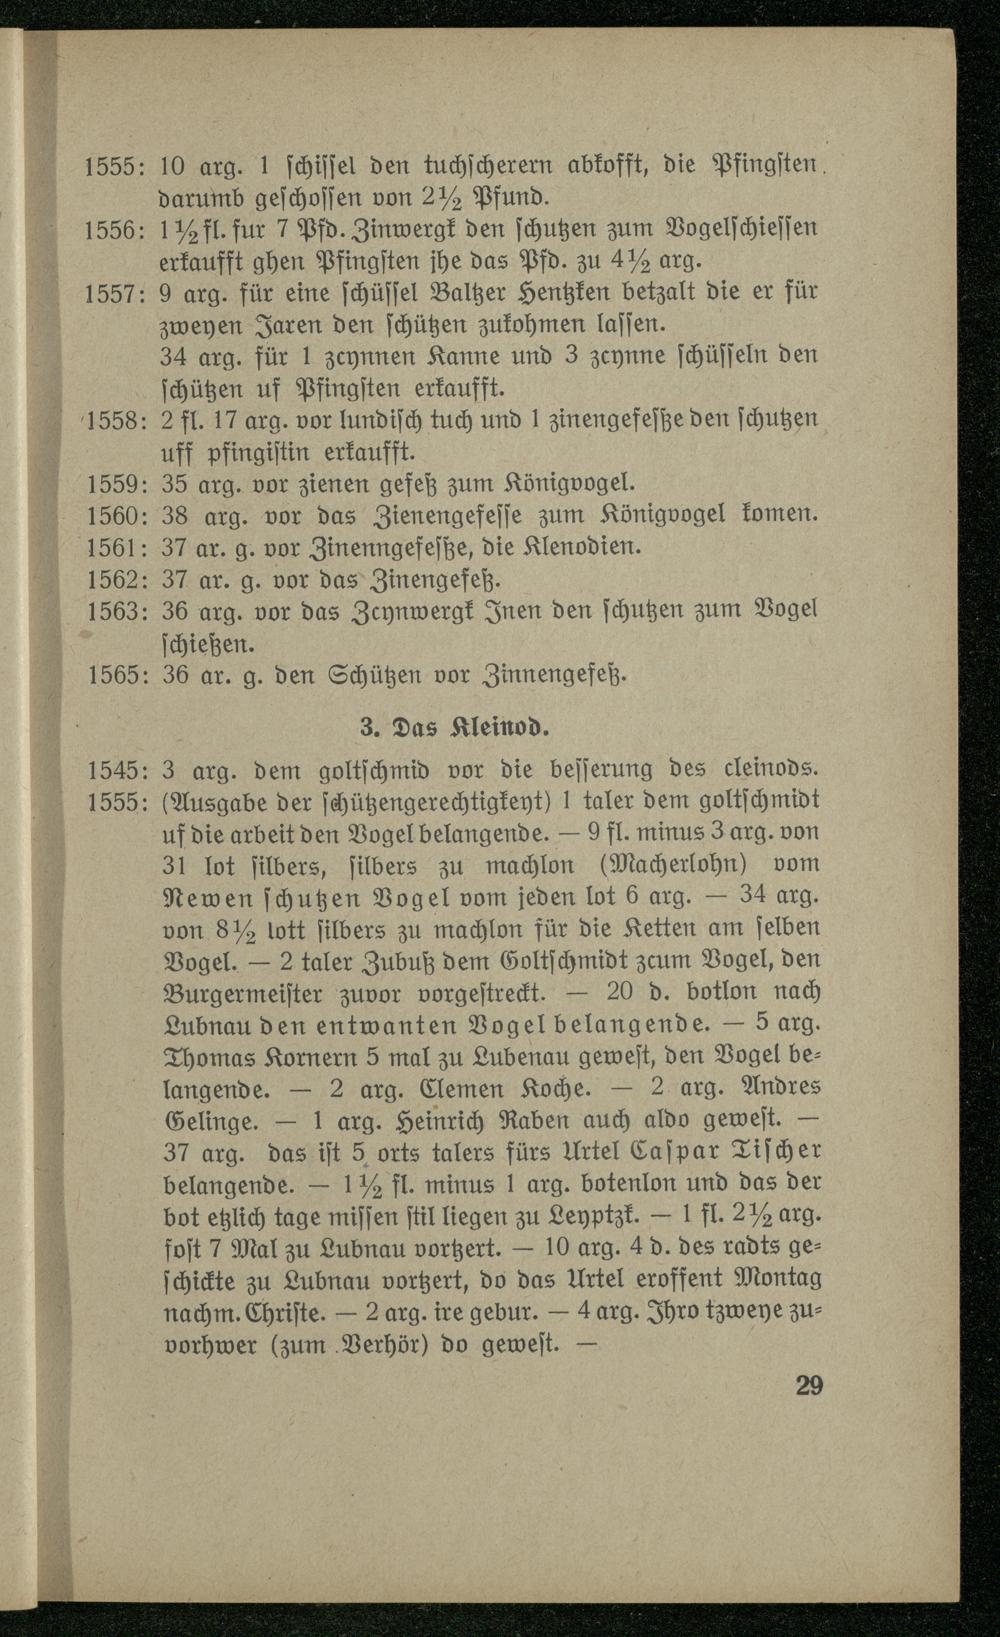 1555: 10 arg. 1 schissel den tuchscherern abkofft, die Pfingsten
darumb geschossen von 2½ Pfund.
1556: 1½ fl. fur 7 Pfd. Zinwergk den schutzen zum Vogelschiessen
erkaufft ghen Pfingsten jhe das Pfd. zu 4½ arg.
1557: 9 arg. für eine schüssel Baltzer Hentzken betzalt die er für
zweyen Jaren den schützen zukohmen lassen.
34 arg. für 1 zcynnen Kanne und 3 zcynne schüsseln den
schützen uf Pfingsten erkaufft.
1558: 2 fl. 17 arg. vor lundisch tuch und 1 zinengefesße den schutzen
uff pfingistin erkaufft.
1559: 35 arg. vor zienen gefeß zum Königvogel.
1560: 38 arg. vor das Zienengefesse zum Königvogel komen.
1561: 37 ar. g. vor Zinenngefesße, die Klenodien.
1562: 37 ar. g. vor das Zinengefeß.
1563: 36 arg. vor das Zcynwergk Inen den schutzen zum Vogel
schießen.
1565: 36 ar. g. den Schützen vor Zinnengefeß.
3. Das Kleinod.
1545: 3 arg. dem goltschmid vor die besserung des cleinods.
1555: (Ausgabe der schützengerechtigkeyt) 1 taler dem goltschmidt
uf die arbeit den Vogel belangende. — 9 fl. minus 3 arg. von
31 lot silbers, silbers zu machlon (Macherlohn) vom
Newen schutzen Vogel vom jeden lot 6 arg. — 34 arg.
von 8½ lott silbers zu machlon für die Ketten am selben
Vogel. — 2 taler Zubuß dem Goltschmidt zcum Vogel, den
Burgermeister zuvor vorgestreckt. — 20 d. botlon nach
Lubnau den entwanten Vogel belangende. — 5 arg.
Thomas Kornern 5 mal zu Lubenau gewest, den Vogel be-
langende. — 2 arg. Clemen Koche. — 2 arg. Andres
Gelinge. — 1 arg. Heinrich Raben auch aldo gewest. —
37 arg. das ist 5 orts talers fürs Urtel Caspar Tischer
belangende. — 1½ fl. minus 1 arg. botenlon und das der
bot etzlich tage missen stil liegen zu Leyptzk. — 1 fl. 2½ arg.
fost 7 Mal zu Lubnau vortzert. — 10 arg. 4 d. des radts ge-
schickte zu Lubnau vortzert, do das Urtel eroffent Montag
nachm. Christe. — 2 arg. ire gebur. — 4 arg. Ihro tzweye zu-
vorhwer (zum Verhör) do gewest. —
29